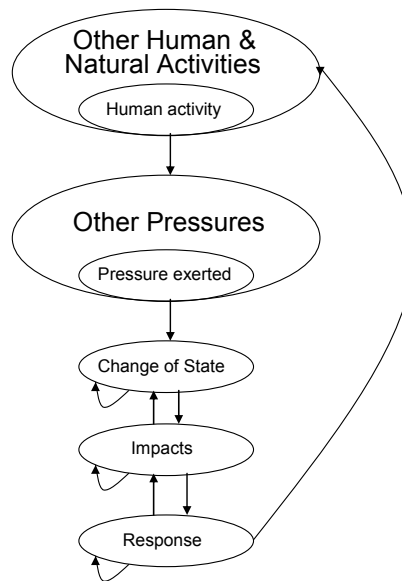 Other Human &
Natural Activities
Human activity
Other Pressures
Pressure exerted
Change of State
Impacts
Response